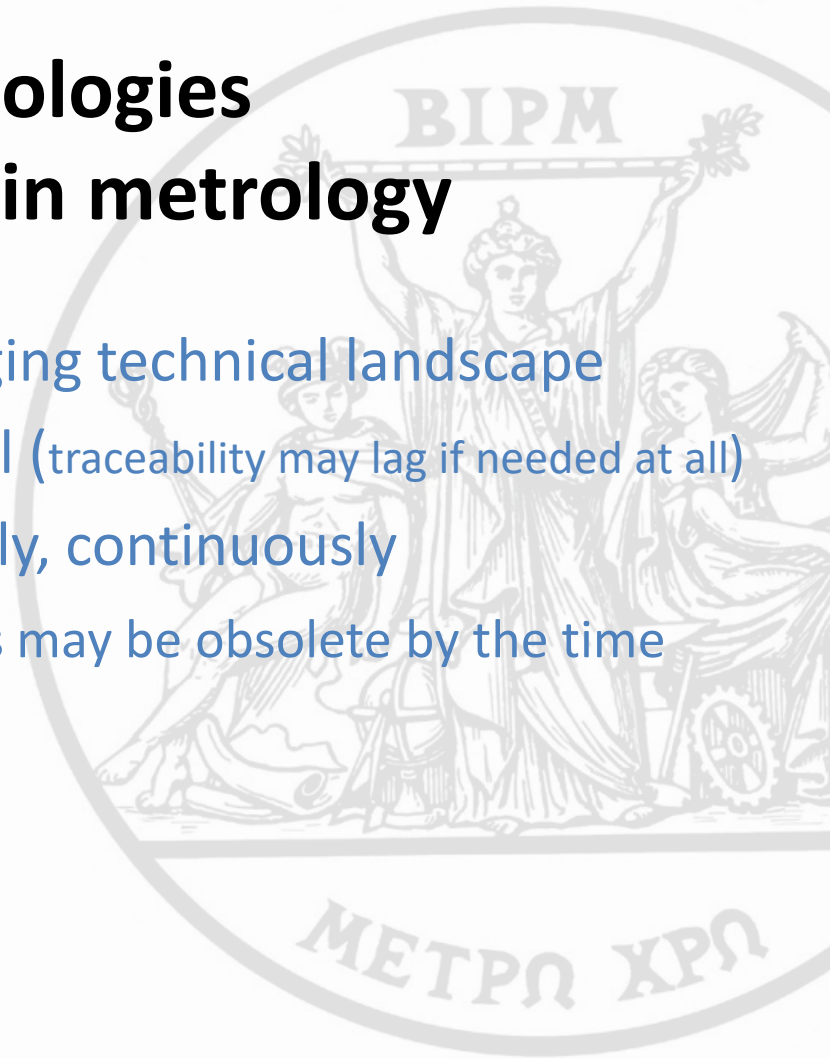 BIPM
ologies
in metrology
ging technical landscape
l (traceability may lag if needed at all)
ly, continuously
s may be obsolete by the time
ΜΕΤΡΩ ΧΡΩ